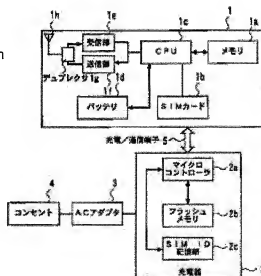 1
1h
1e
1c
1a
受信部
CPU
メモリ
送信部
デュプレクタ 1g
1d
1f
1b
バッテリ
SIMカード
充電/通信端子 5
4
3
コンセント
ACアダプタ
マイクロ
コントローラ
2a
フラッシュ
メモリ
2b
SIM ID
記憶部
2c
充電器
2